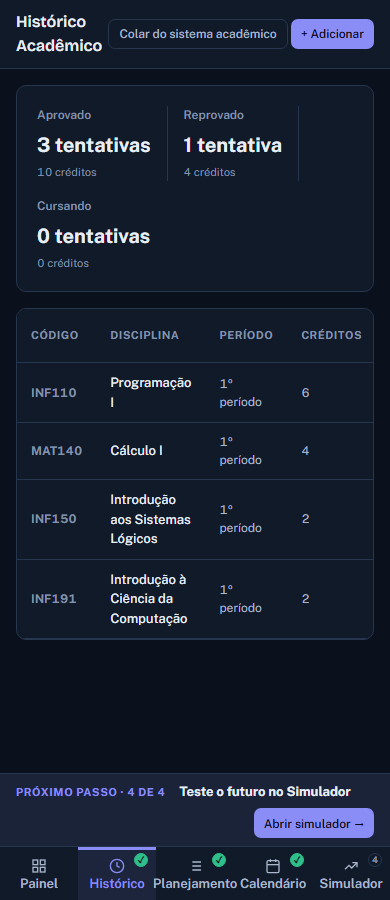 Histórico
Acadêmico
Colar do sistema acadêmico
+ Adicionar
Aprovado
3 tentativas
10 créditos
Reprovado
1 tentativa
4 créditos
Cursando
0 tentativas
0 créditos
CÓDIGO DISCIPLINA PERÍODO CRÉDITOS
INF110 Programação I 1º período 6
MAT140 Cálculo I 1º período 4
INF150 Introdução aos Sistemas Lógicos 1º período 2
INF191 Introdução à Ciência da Computação 1º período 2
PRÓXIMO PASSO · 4 DE 4 Teste o futuro no Simulador
Abrir simulador →
Painel
Histórico
Planejamento
Calendário
4
Simulador